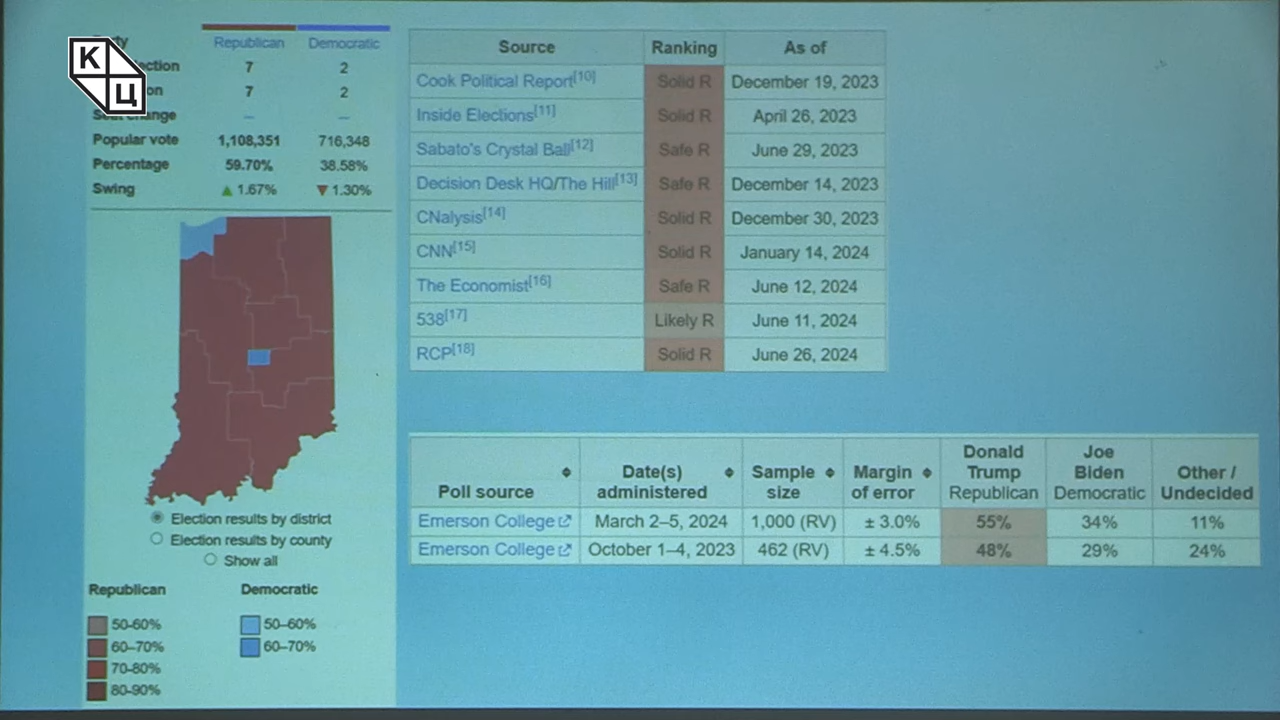 К
Ц
Republican Democratic
7 2
7 2
Popular vote 1,108,351 716,348
Percentage 59.70% 38.58%
Swing ▲ 1.67% ▼ 1.30%
Election results by district
Election results by county
Show all
Republican Democratic
50-60% 50–60%
60–70% 60–70%
70-80%
80-90%
Source Ranking As of
Cook Political Report[10] Solid R December 19, 2023
Inside Elections[11] Solid R April 26, 2023
Sabato's Crystal Ball[12] Safe R June 29, 2023
Decision Desk HQ/The Hill[13] Safe R December 14, 2023
CNalysis[14] Solid R December 30, 2023
CNN[15] Solid R January 14, 2024
The Economist[16] Safe R June 12, 2024
538[17] Likely R June 11, 2024
RCP[18] Solid R June 26, 2024
Poll source Date(s) administered Sample size Margin of error Donald Trump Republican Joe Biden Democratic Other / Undecided
Emerson College March 2–5, 2024 1,000 (RV) ± 3.0% 55% 34% 11%
Emerson College October 1–4, 2023 462 (RV) ± 4.5% 48% 29% 24%